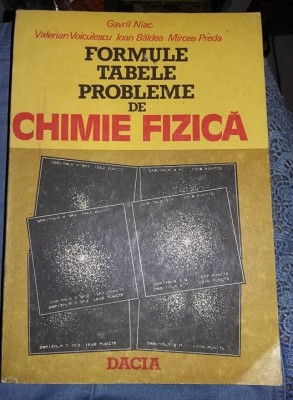 Gavril Niac
Valerian Voiculescu Ioan Bâldea Mircea Preda
FORMULE
TABELE
PROBLEME
DE
CHIMIE FIZICĂ
DACIA